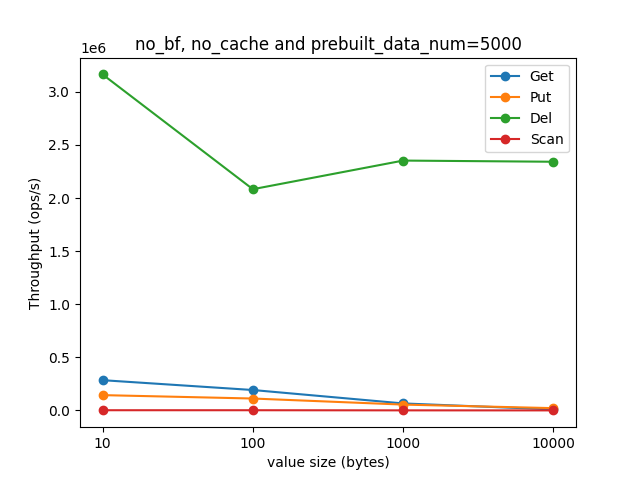 no_bf, no_cache and prebuilt_data_num=5000
1e6
Get
Put
Del
Scan
3.0
2.5
2.0
1.5
1.0
0.5
0.0
Throughput (ops/s)
10 100 1000 10000
value size (bytes)